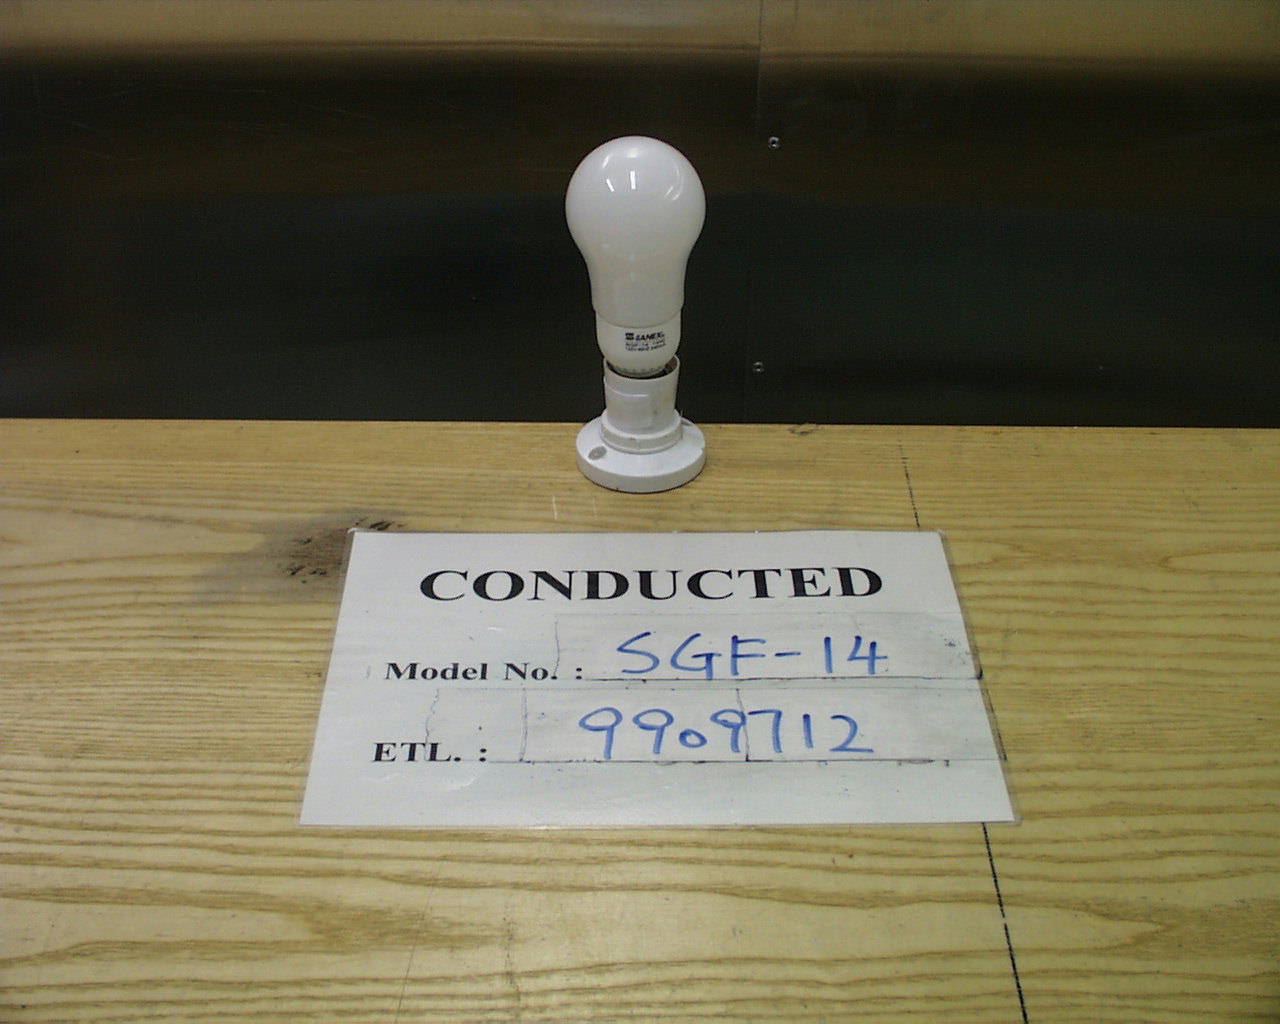 CONDUCTED
Model No. : SGF-14
ETL. : 9909712